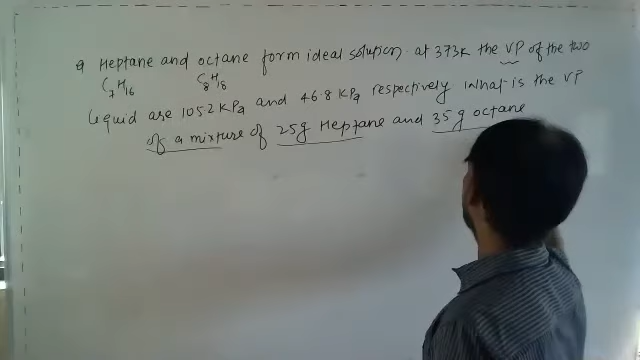 Q Heptane and octane form ideal solution. at 373K the VP of the two
C7H16 C8H18
liquid are 105.2 KPa and 46.8 KPa respectively What is the VP
of a mixture of 25g Heptane and 35g octane